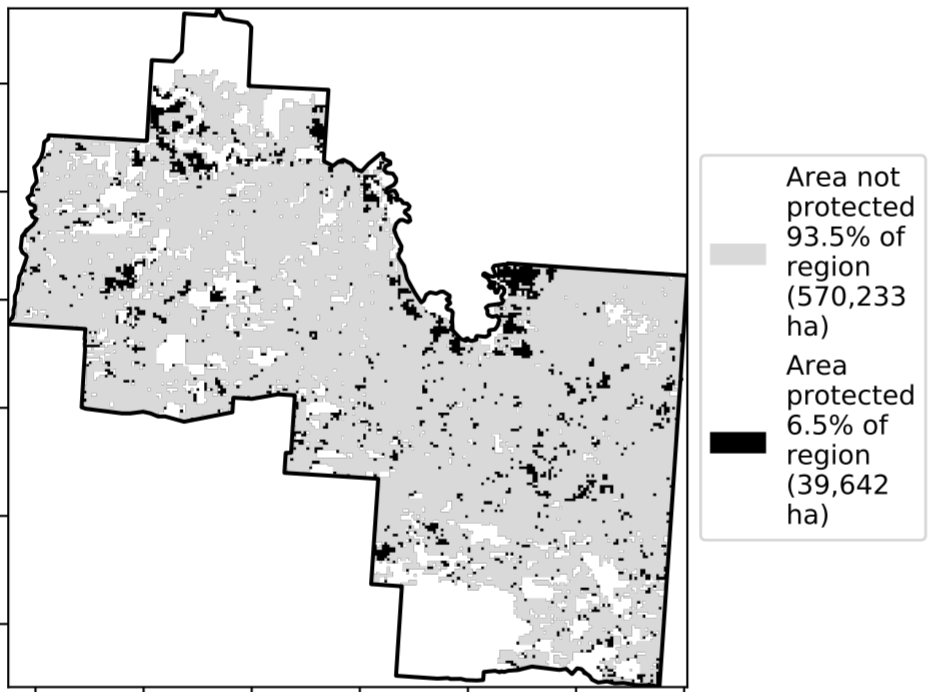 Area not
protected
93.5% of
region
(570,233
ha)
Area
protected
6.5% of
region
(39,642
ha)